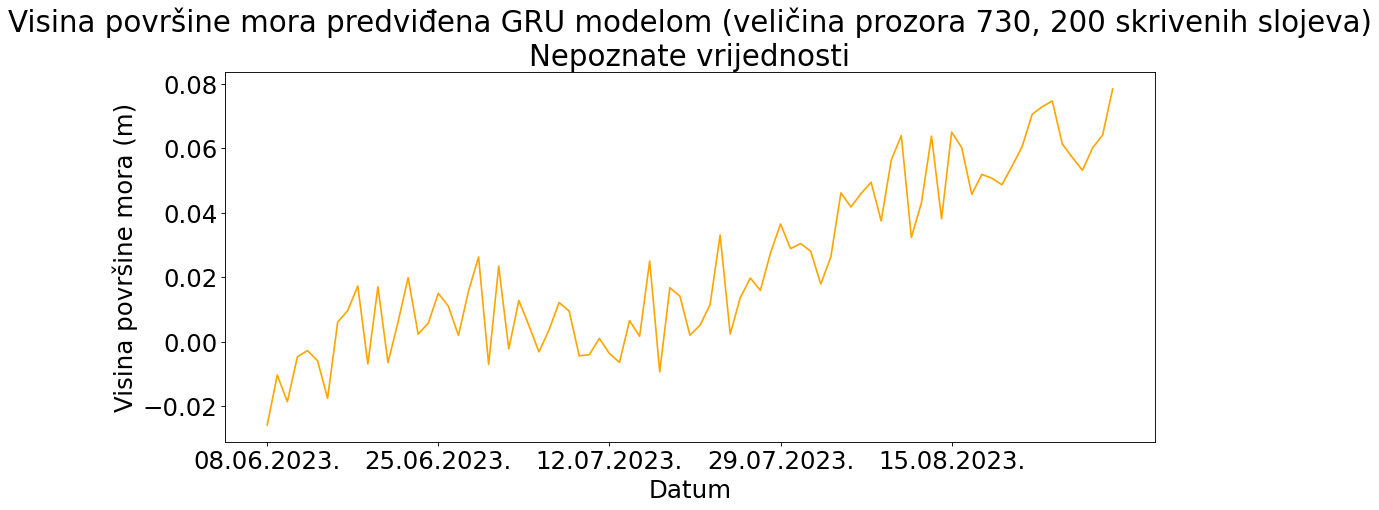 Visina površine mora predviđena GRU modelom (veličina prozora 730, 200 skrivenih slojeva)
Nepoznate vrijednosti
Visina površine mora (m)
0.08
0.06
0.04
0.02
0.00
−0.02
08.06.2023. 25.06.2023. 12.07.2023. 29.07.2023. 15.08.2023.
Datum